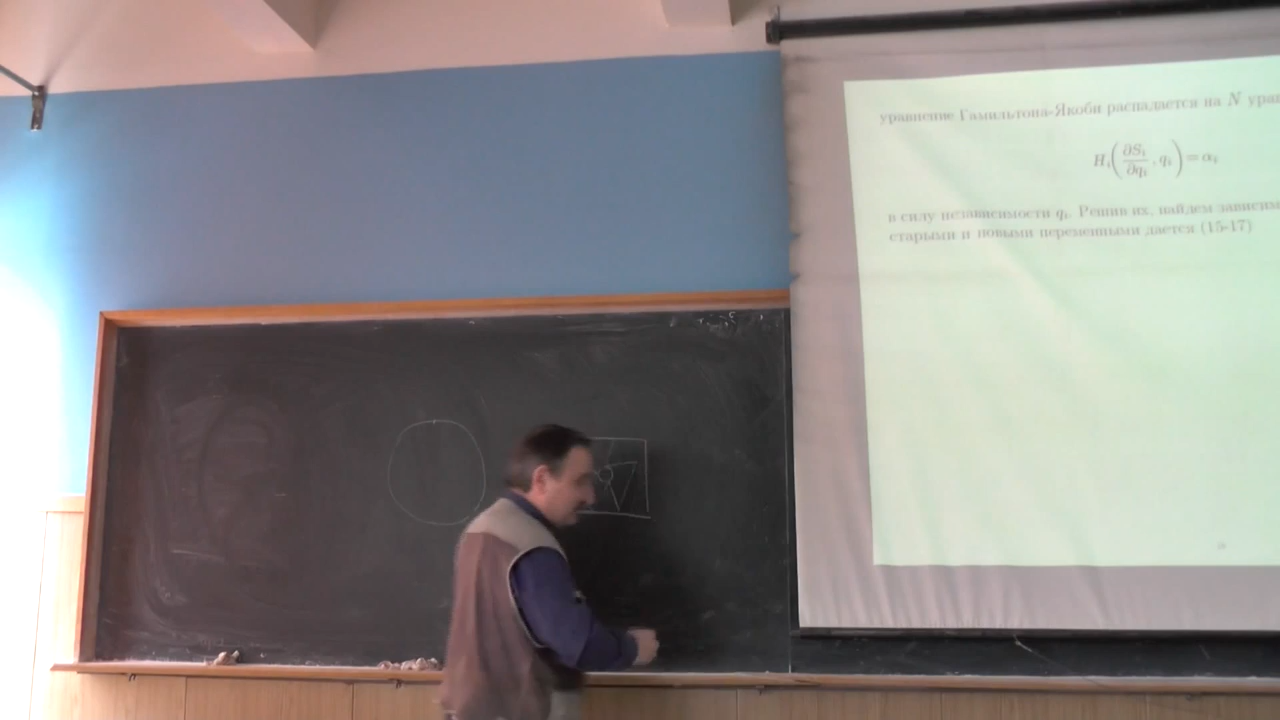 уравнение Гамильтона-Якоби распадается на N урав
H_i(∂S_i/∂q_i, q_i) = α_i
в силу независимости q_i. Решив их, найдем зависим
старыми и новыми переменными дается (15-17)